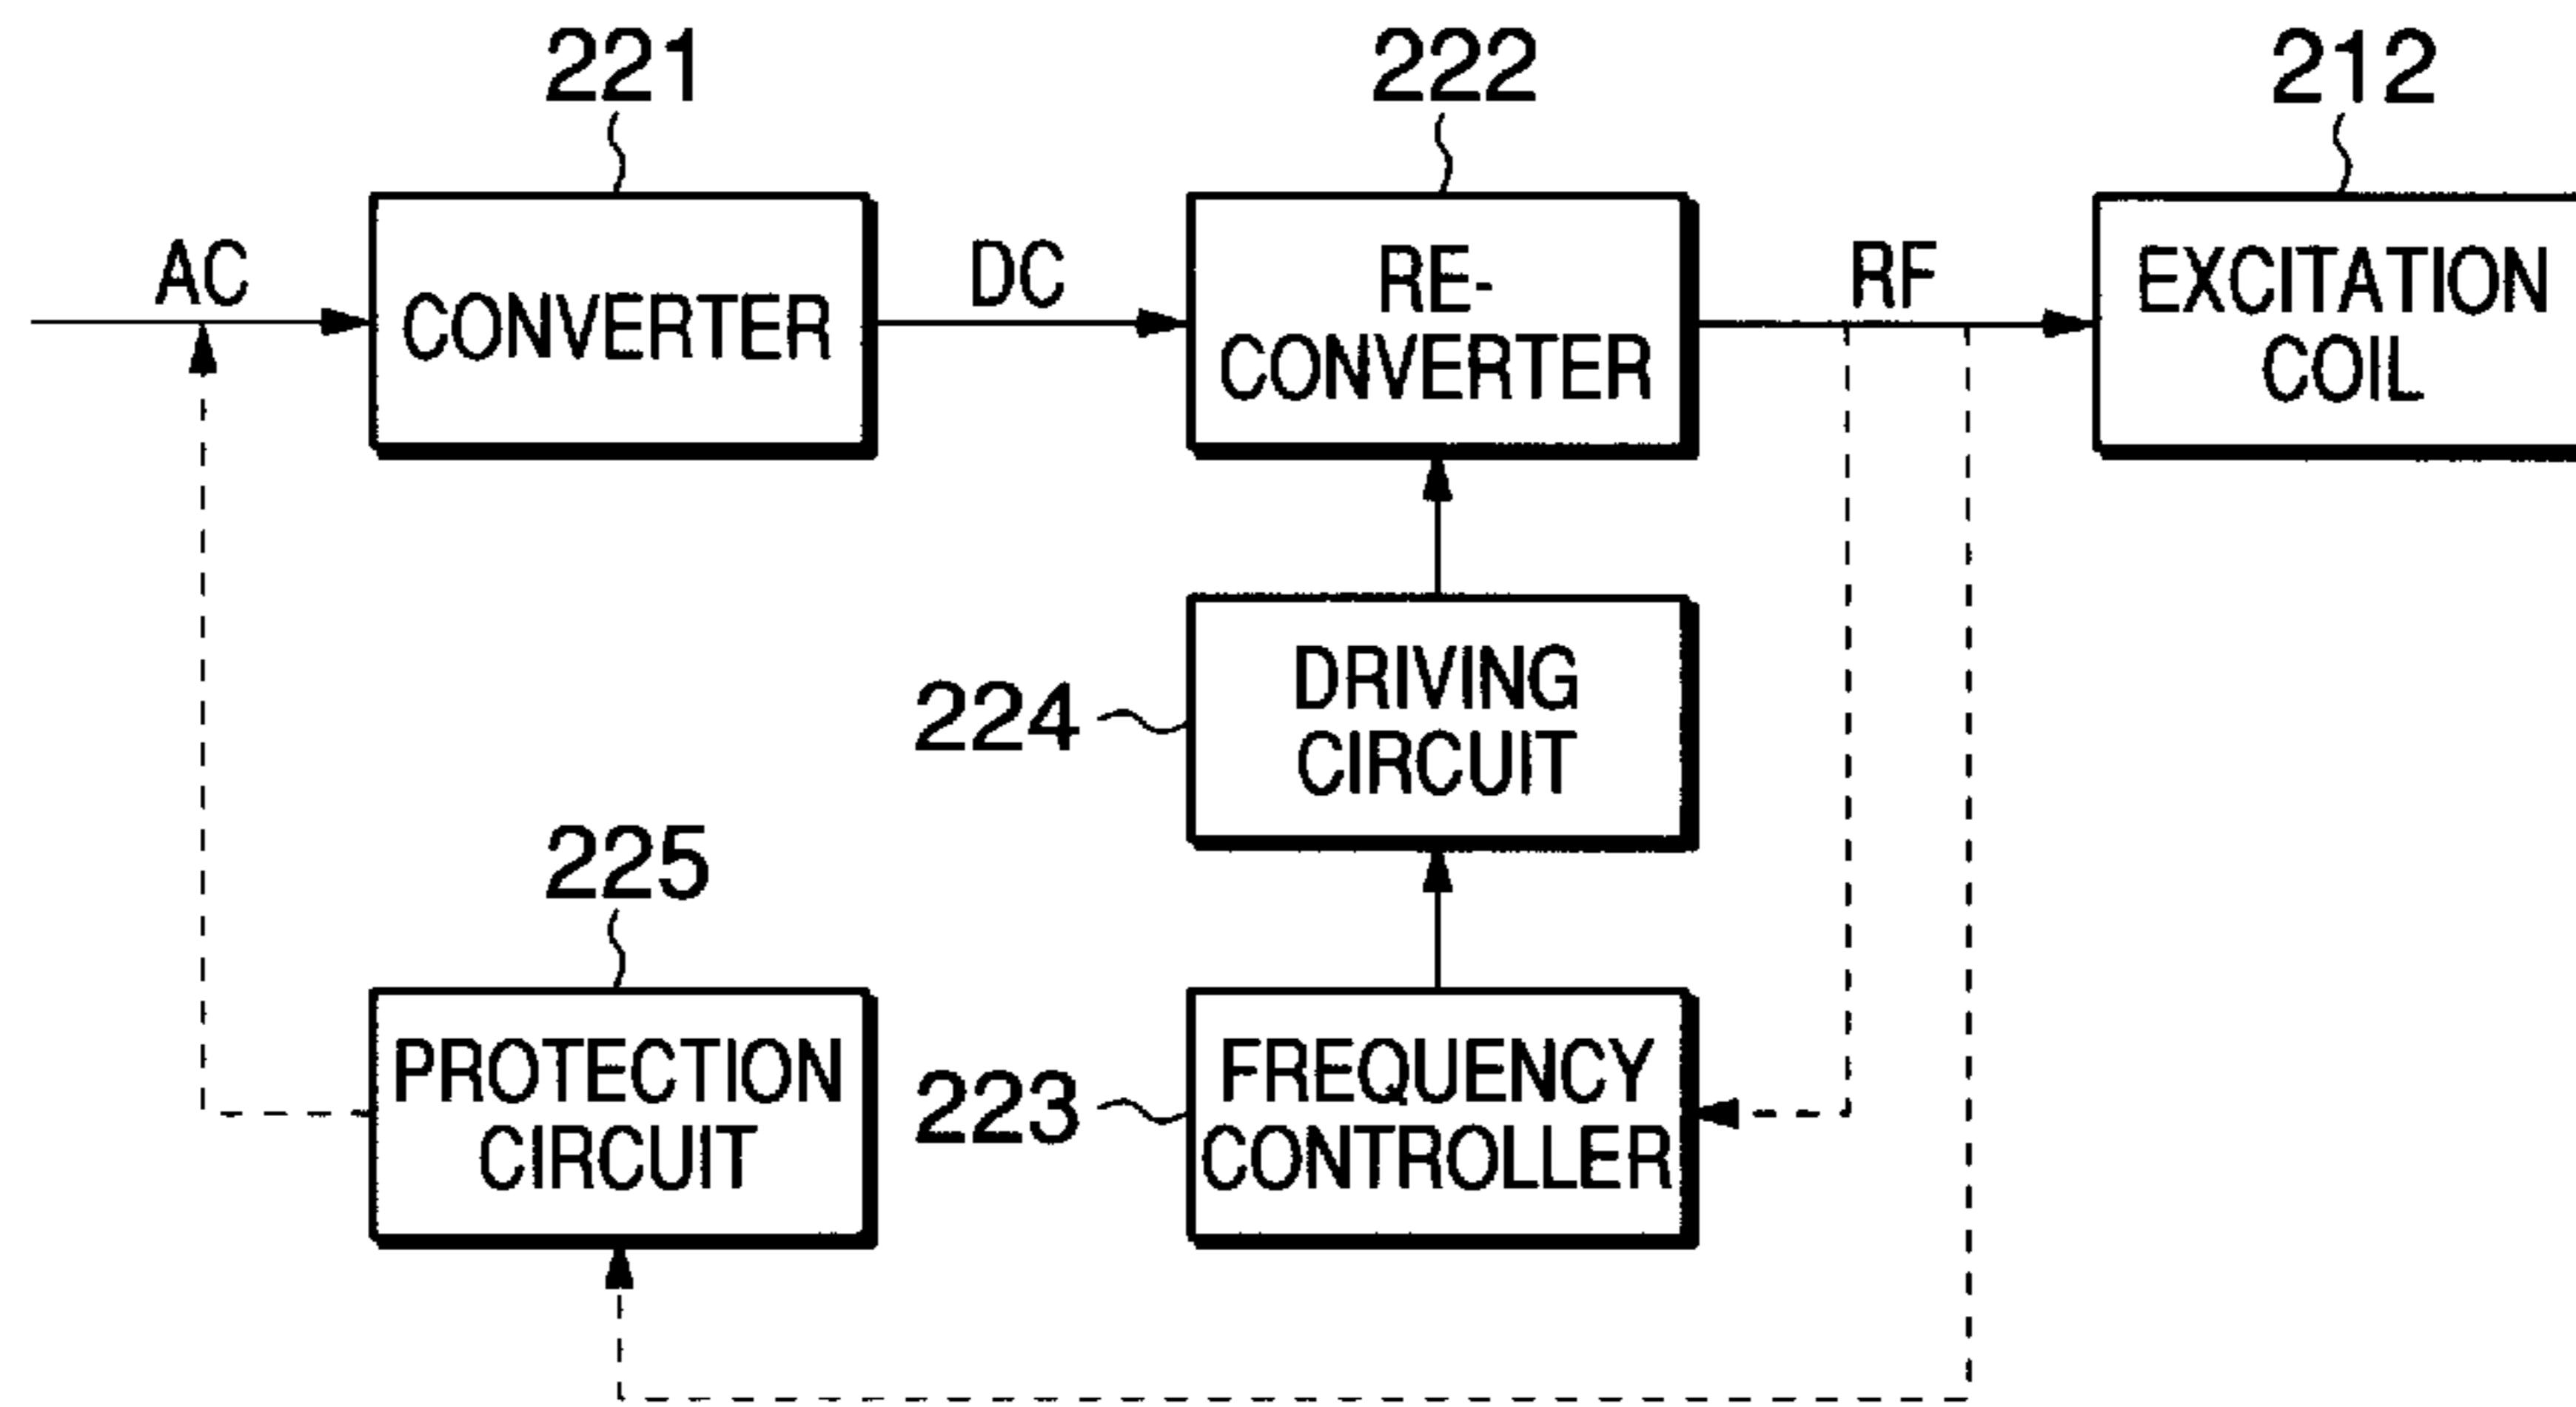 221
222
212
AC
CONVERTER
DC
RE-
CONVERTER
RF
EXCITATION
COIL
224
DRIVING
CIRCUIT
225
PROTECTION
CIRCUIT
223
FREQUENCY
CONTROLLER